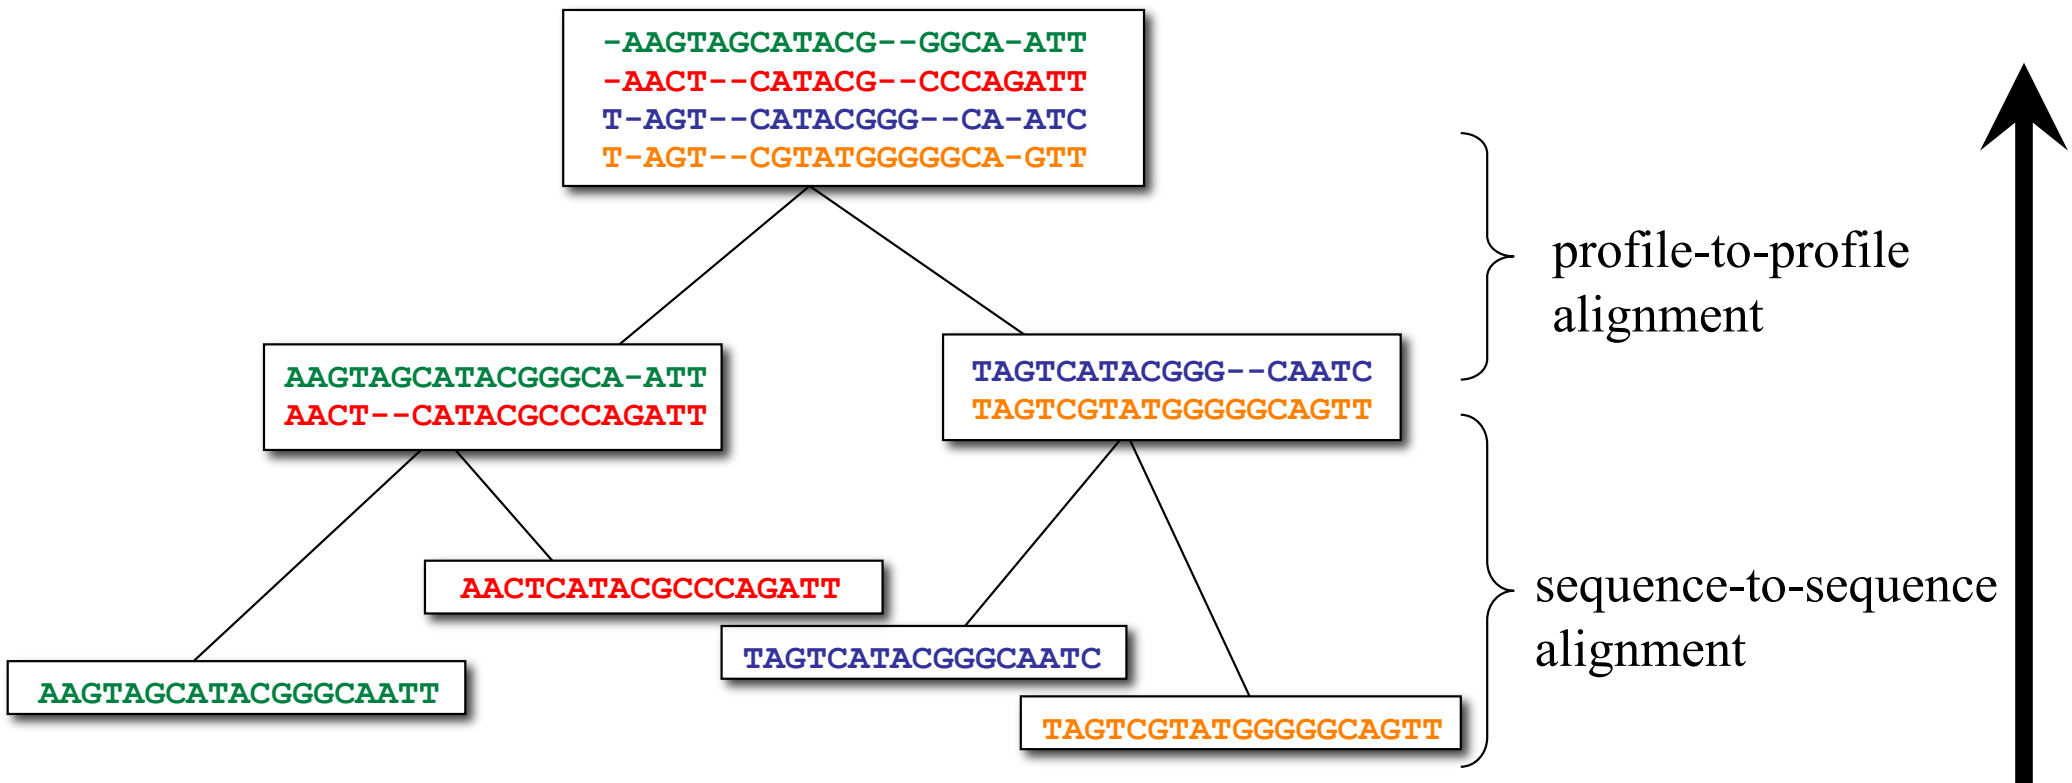 -AAGTAGCATACG--GGCA-ATT
-AACT--CATACG--CCCAGATT
T-AGT--CATACGGG--CA-ATC
T-AGT--CGTATGGGGGCA-GTT
profile-to-profile
alignment
AAGTAGCATACGGGCA-ATT
AACT--CATACGCCCAGATT
TAGTCATACGGG--CAATC
TAGTCGTATGGGGGCAGTT
AACTCATACGCCCAGATT
sequence-to-sequence
alignment
TAGTCATACGGGCAATC
AAGTAGCATACGGGCAATT
TAGTCGTATGGGGGCAGTT